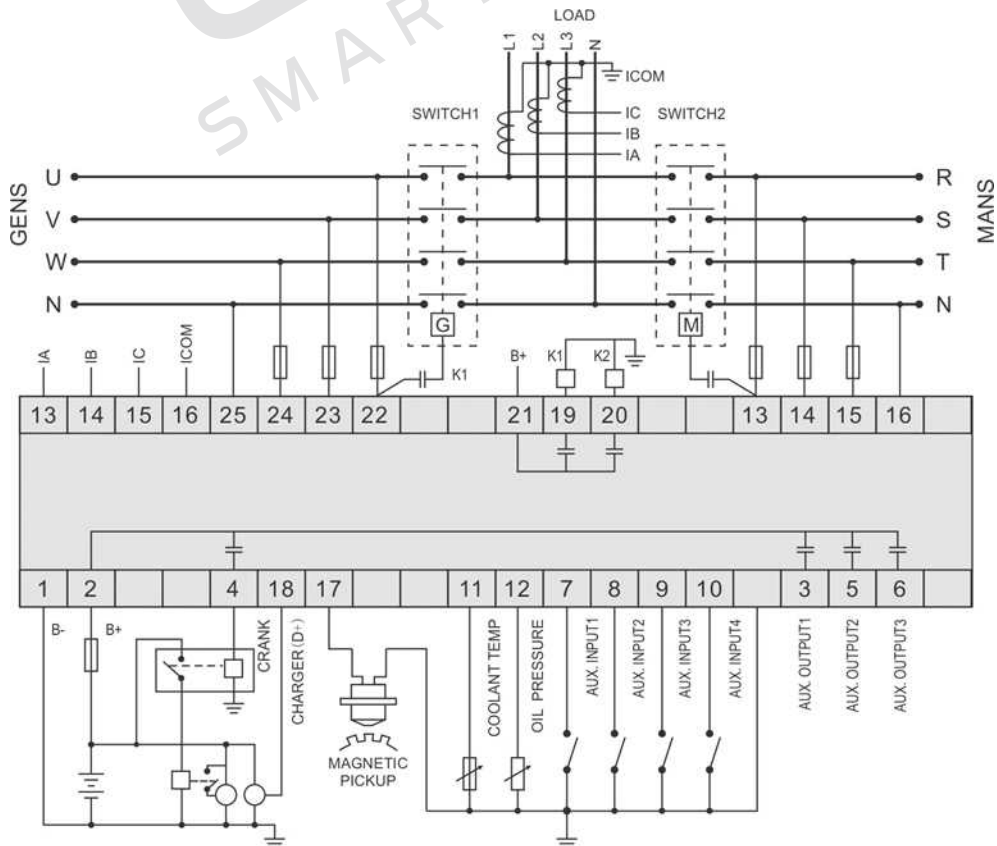 SMART
LOAD
L1 L2 L3 N
ICOM
SWITCH1 IC SWITCH2
IB
IA
GENS MANS
U R
V S
W T
N N
G M
IA IB IC ICOM K1 B+ K1 K2
13 14 15 16 25 24 23 22 21 19 20 13 14 15 16
1 2 4 18 17 11 12 7 8 9 10 3 5 6
B- B+
CRANK
CHARGER(D+)
MAGNETIC
PICKUP
COOLANT TEMP
OIL PRESSURE
AUX. INPUT1
AUX. INPUT2
AUX. INPUT3
AUX. INPUT4
AUX. OUTPUT1
AUX. OUTPUT2
AUX. OUTPUT3